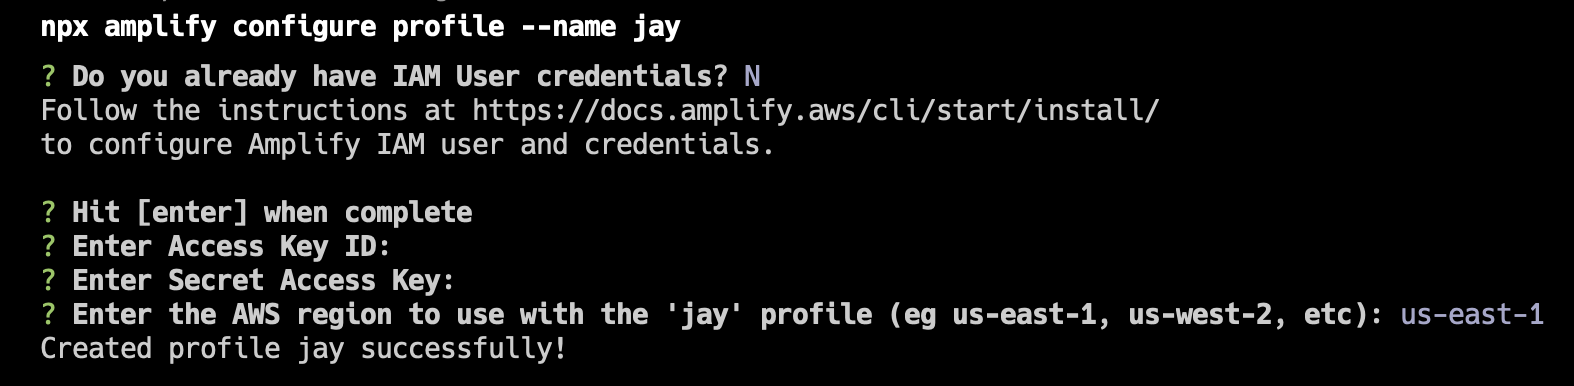 npx amplify configure profile --name jay
? Do you already have IAM User credentials? N
Follow the instructions at https://docs.amplify.aws/cli/start/install/
to configure Amplify IAM user and credentials.
? Hit [enter] when complete
? Enter Access Key ID:
? Enter Secret Access Key:
? Enter the AWS region to use with the 'jay' profile (eg us-east-1, us-west-2, etc): us-east-1
Created profile jay successfully!